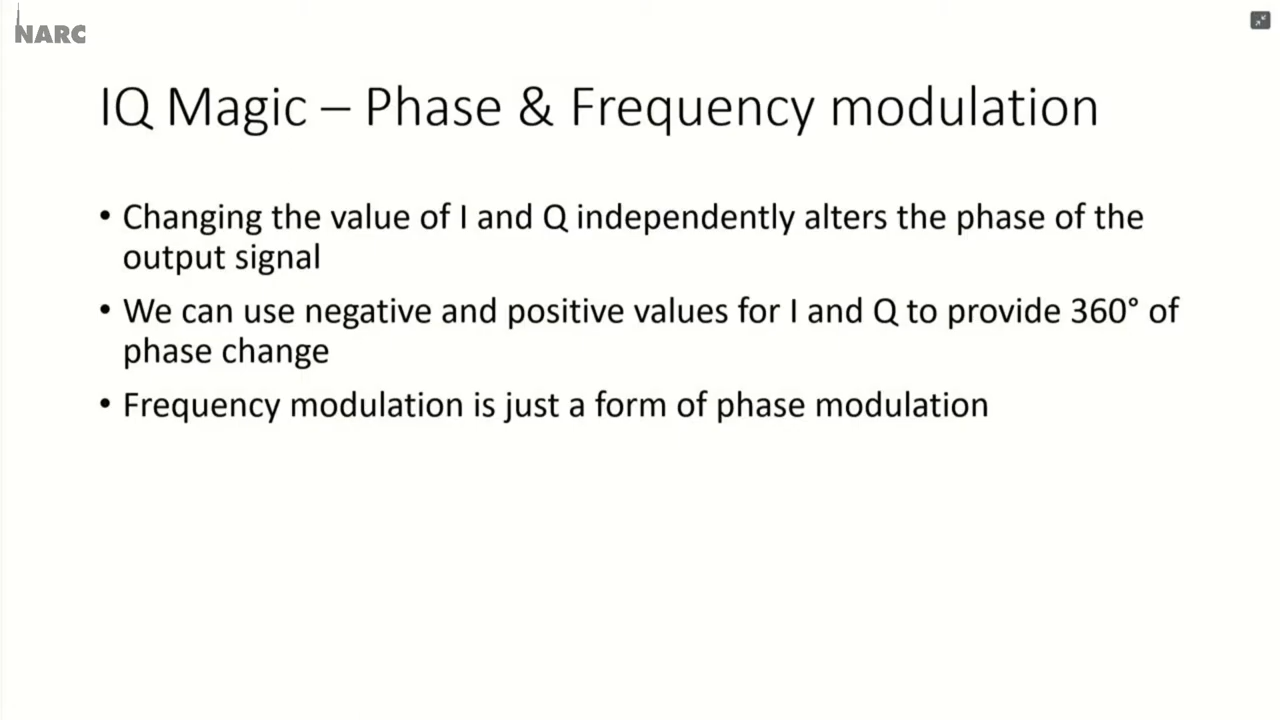 NARC
IQ Magic – Phase & Frequency modulation
• Changing the value of I and Q independently alters the phase of the
output signal
• We can use negative and positive values for I and Q to provide 360° of
phase change
• Frequency modulation is just a form of phase modulation